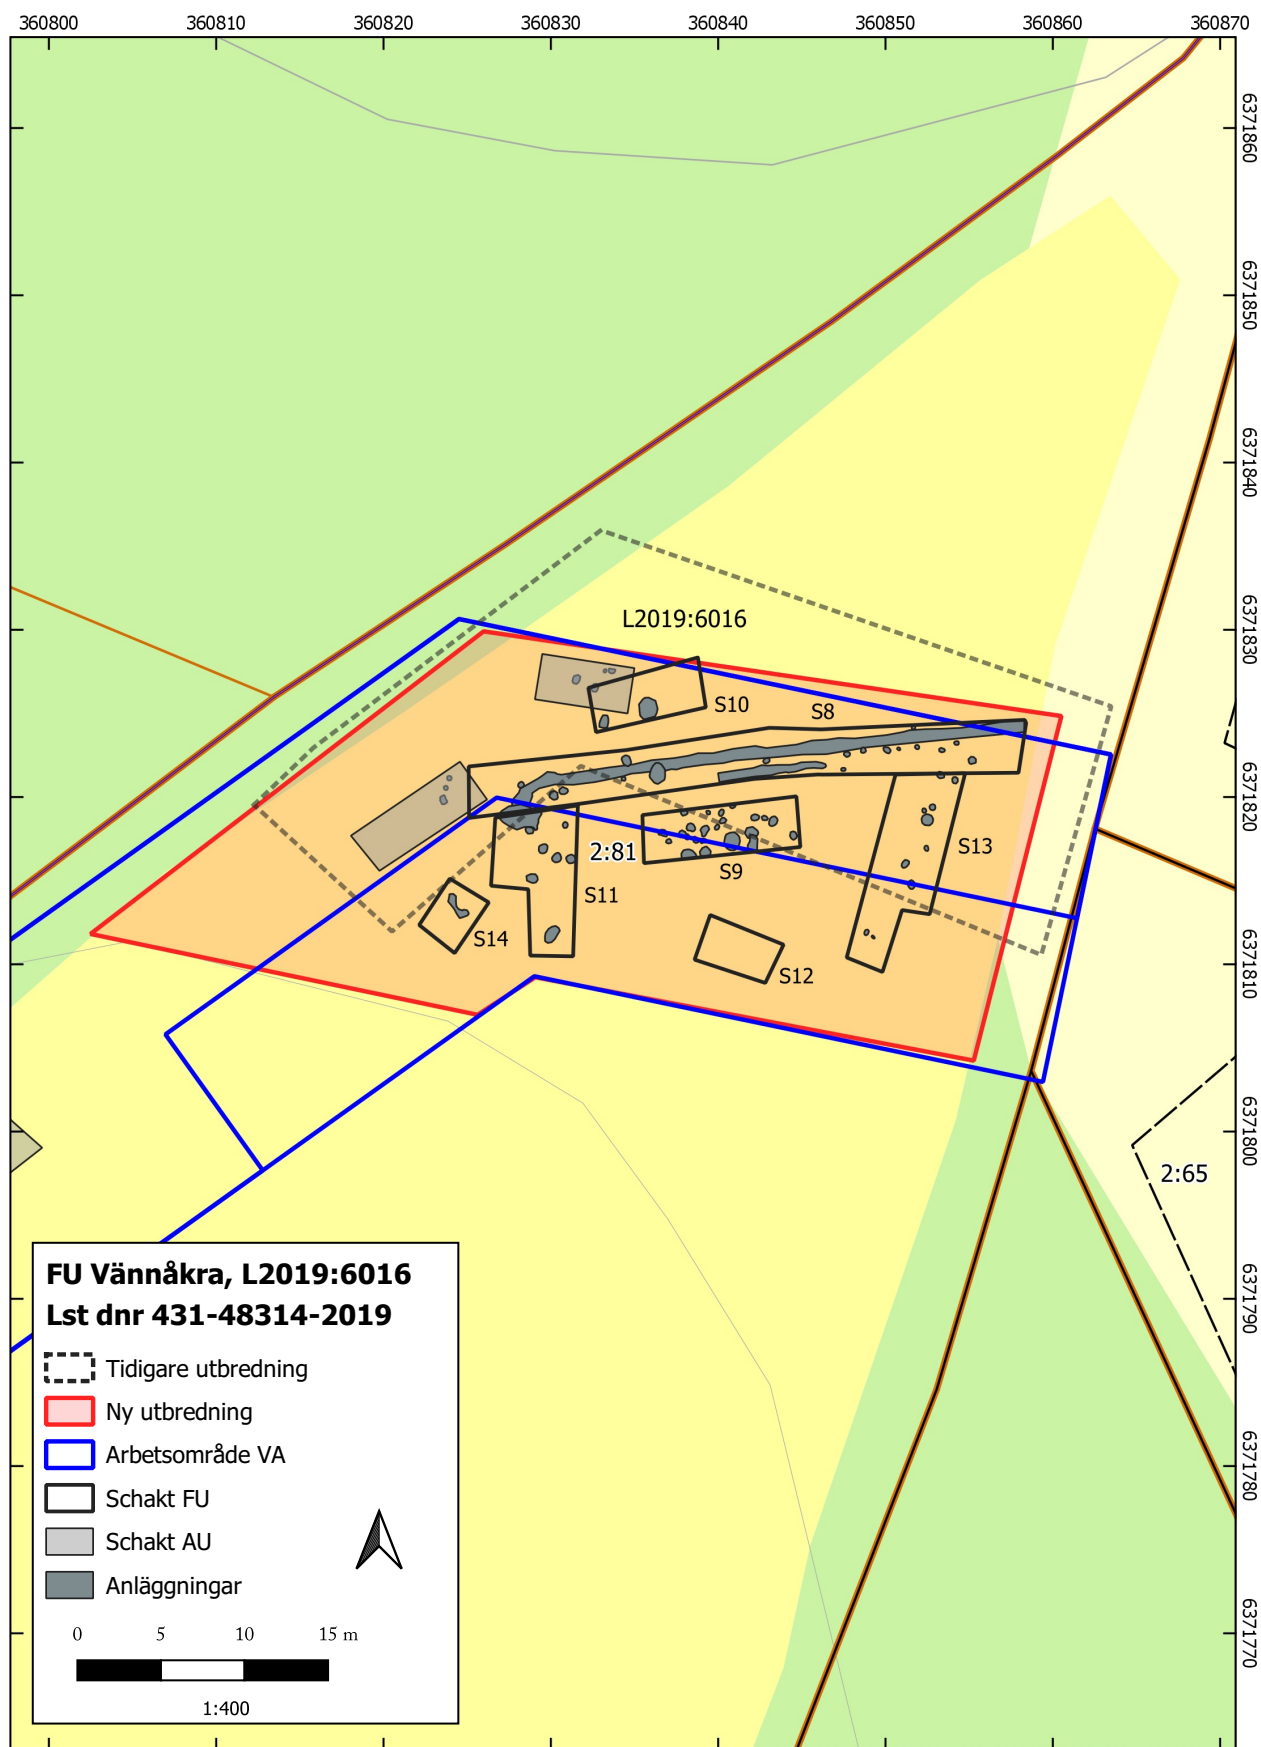 360800 360810 360820 360830 360840 360850 360860 360870
6371860
6371850
6371840
6371830
6371820
6371810
6371800
6371790
6371780
6371770
L2019:6016
S10
S8
2:81
S9
S13
S11
S14
S12
2:65
FU Vännåkra, L2019:6016
Lst dnr 431-48314-2019
Tidigare utbredning
Ny utbredning
Arbetsområde VA
Schakt FU
Schakt AU
Anläggningar
0 5 10 15 m
1:400